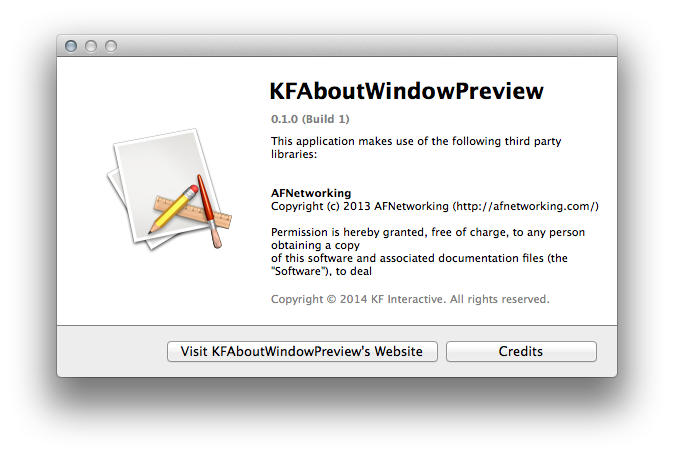 KFAboutWindowPreview
0.1.0 (Build 1)
This application makes use of the following third party
libraries:
AFNetworking
Copyright (c) 2013 AFNetworking (http://afnetworking.com/)
Permission is hereby granted, free of charge, to any person
obtaining a copy
of this software and associated documentation files (the
"Software"), to deal
Copyright © 2014 KF Interactive. All rights reserved.
Visit KFAboutWindowPreview's Website
Credits